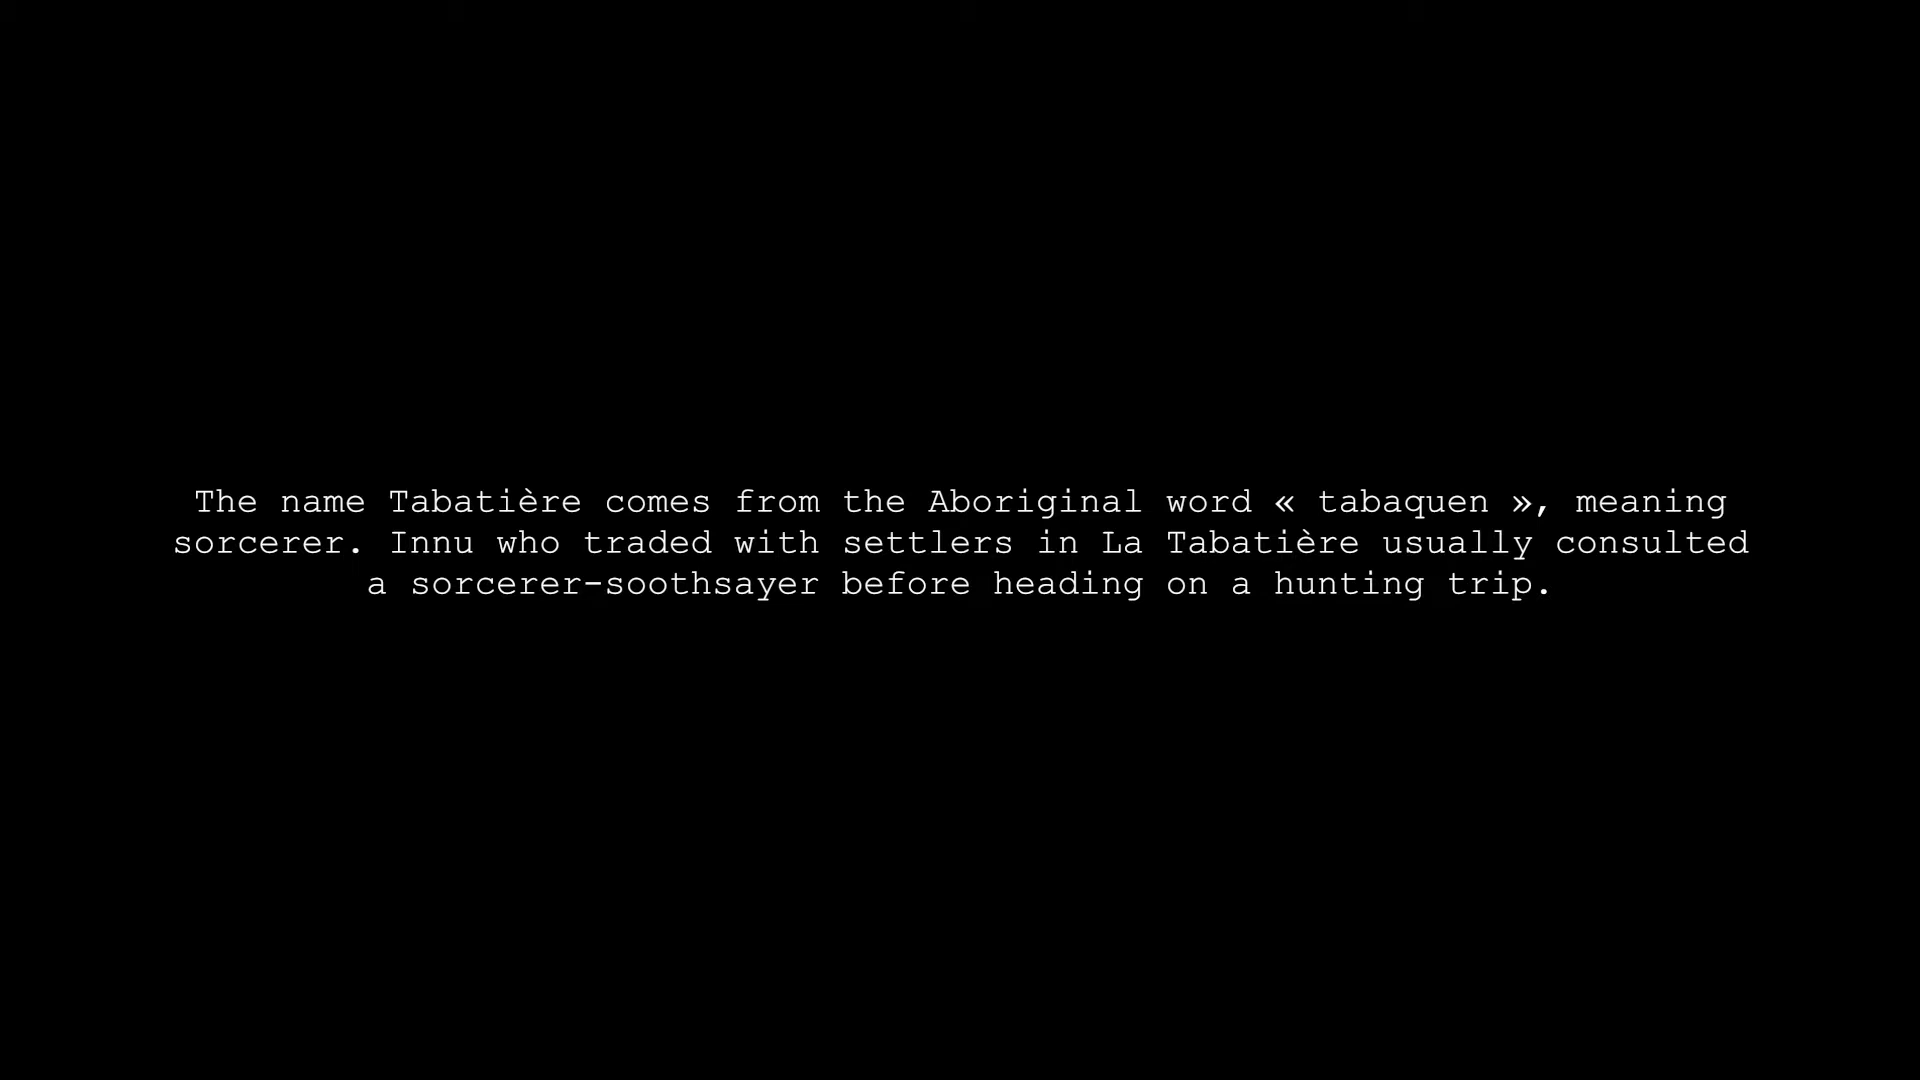 The name Tabatière comes from the Aboriginal word « tabaquen », meaning
sorcerer. Innu who traded with settlers in La Tabatière usually consulted
a sorcerer-soothsayer before heading on a hunting trip.